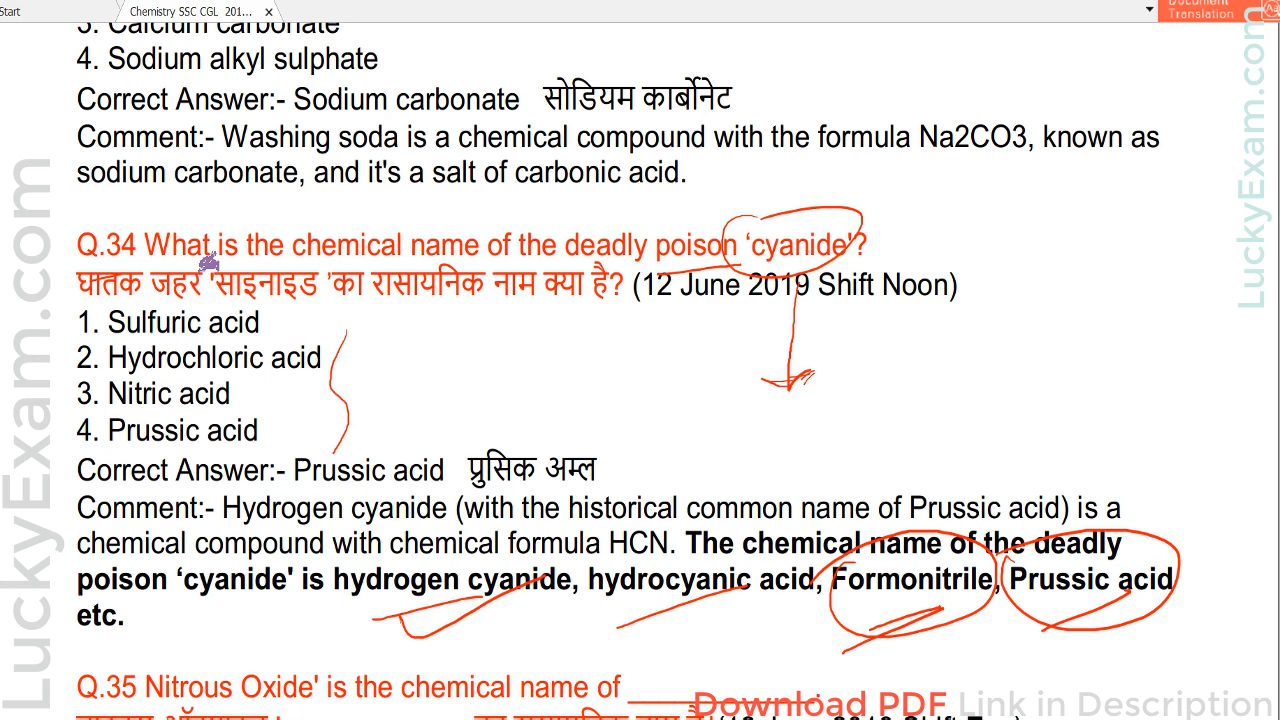 Start
Chemistry SSC CGL 201... ×
Document
Translation
3. Calcium carbonate
4. Sodium alkyl sulphate
Correct Answer:- Sodium carbonate सोडियम कार्बोनेट
Comment:- Washing soda is a chemical compound with the formula Na2CO3, known as
sodium carbonate, and it's a salt of carbonic acid.
Q.34 What is the chemical name of the deadly poison ‘cyanide'?
घातक जहर 'साइनाइड 'का रासायनिक नाम क्या है? (12 June 2019 Shift Noon)
1. Sulfuric acid
2. Hydrochloric acid
3. Nitric acid
4. Prussic acid
Correct Answer:- Prussic acid प्रुसिक अम्ल
Comment:- Hydrogen cyanide (with the historical common name of Prussic acid) is a
chemical compound with chemical formula HCN. The chemical name of the deadly
poison ‘cyanide' is hydrogen cyanide, hydrocyanic acid, Formonitrile, Prussic acid
etc.
Q.35 Nitrous Oxide' is the chemical name of
Download PDF Link in Description
LuckyExam.com
LuckyExam.com